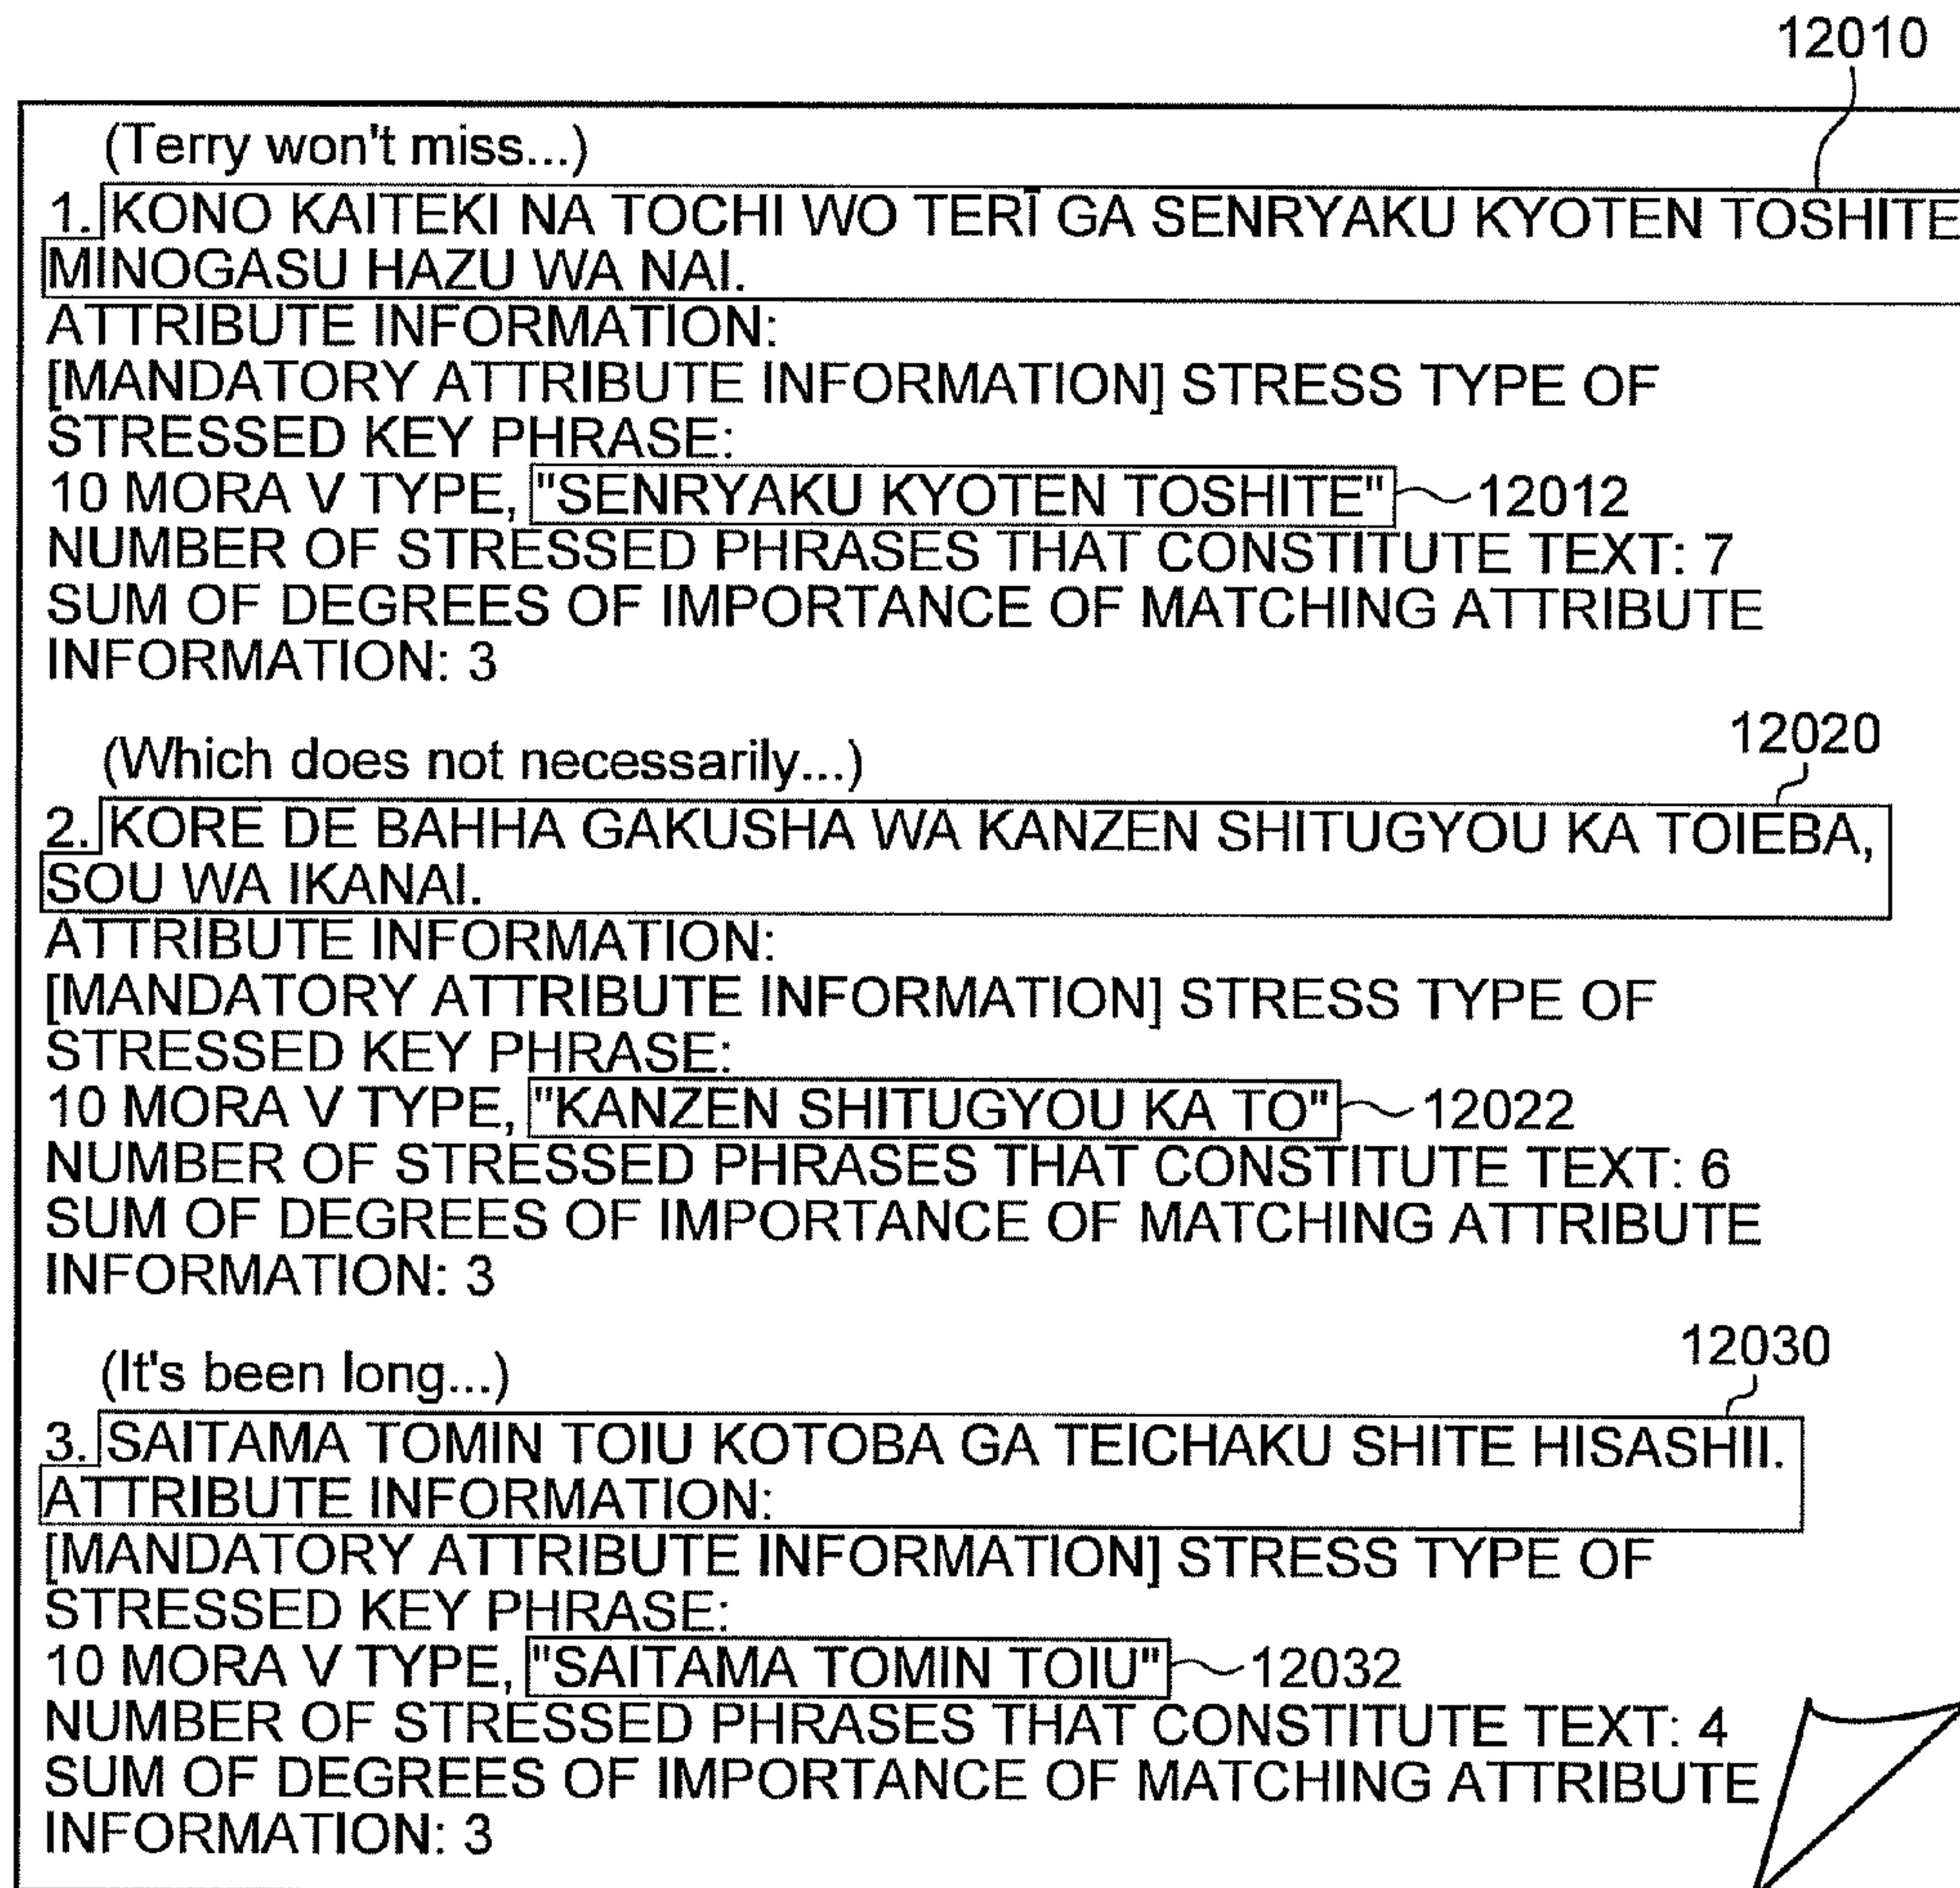 12010
(Terry won't miss...)
1. KONO KAITEKI NA TOCHI WO TERĪ GA SENRYAKU KYOTEN TOSHITE
MINOGASU HAZU WA NAI.
ATTRIBUTE INFORMATION:
[MANDATORY ATTRIBUTE INFORMATION] STRESS TYPE OF
STRESSED KEY PHRASE:
10 MORA V TYPE, "SENRYAKU KYOTEN TOSHITE" 12012
NUMBER OF STRESSED PHRASES THAT CONSTITUTE TEXT: 7
SUM OF DEGREES OF IMPORTANCE OF MATCHING ATTRIBUTE
INFORMATION: 3
12020
(Which does not necessarily...)
2. KORE DE BAHHA GAKUSHA WA KANZEN SHITUGYOU KA TOIEBA,
SOU WA IKANAI.
ATTRIBUTE INFORMATION:
[MANDATORY ATTRIBUTE INFORMATION] STRESS TYPE OF
STRESSED KEY PHRASE:
10 MORA V TYPE, "KANZEN SHITUGYOU KA TO" 12022
NUMBER OF STRESSED PHRASES THAT CONSTITUTE TEXT: 6
SUM OF DEGREES OF IMPORTANCE OF MATCHING ATTRIBUTE
INFORMATION: 3
12030
(It's been long...)
3. SAITAMA TOMIN TOIU KOTOBA GA TEICHAKU SHITE HISASHII.
ATTRIBUTE INFORMATION:
[MANDATORY ATTRIBUTE INFORMATION] STRESS TYPE OF
STRESSED KEY PHRASE:
10 MORA V TYPE, "SAITAMA TOMIN TOIU" 12032
NUMBER OF STRESSED PHRASES THAT CONSTITUTE TEXT: 4
SUM OF DEGREES OF IMPORTANCE OF MATCHING ATTRIBUTE
INFORMATION: 3